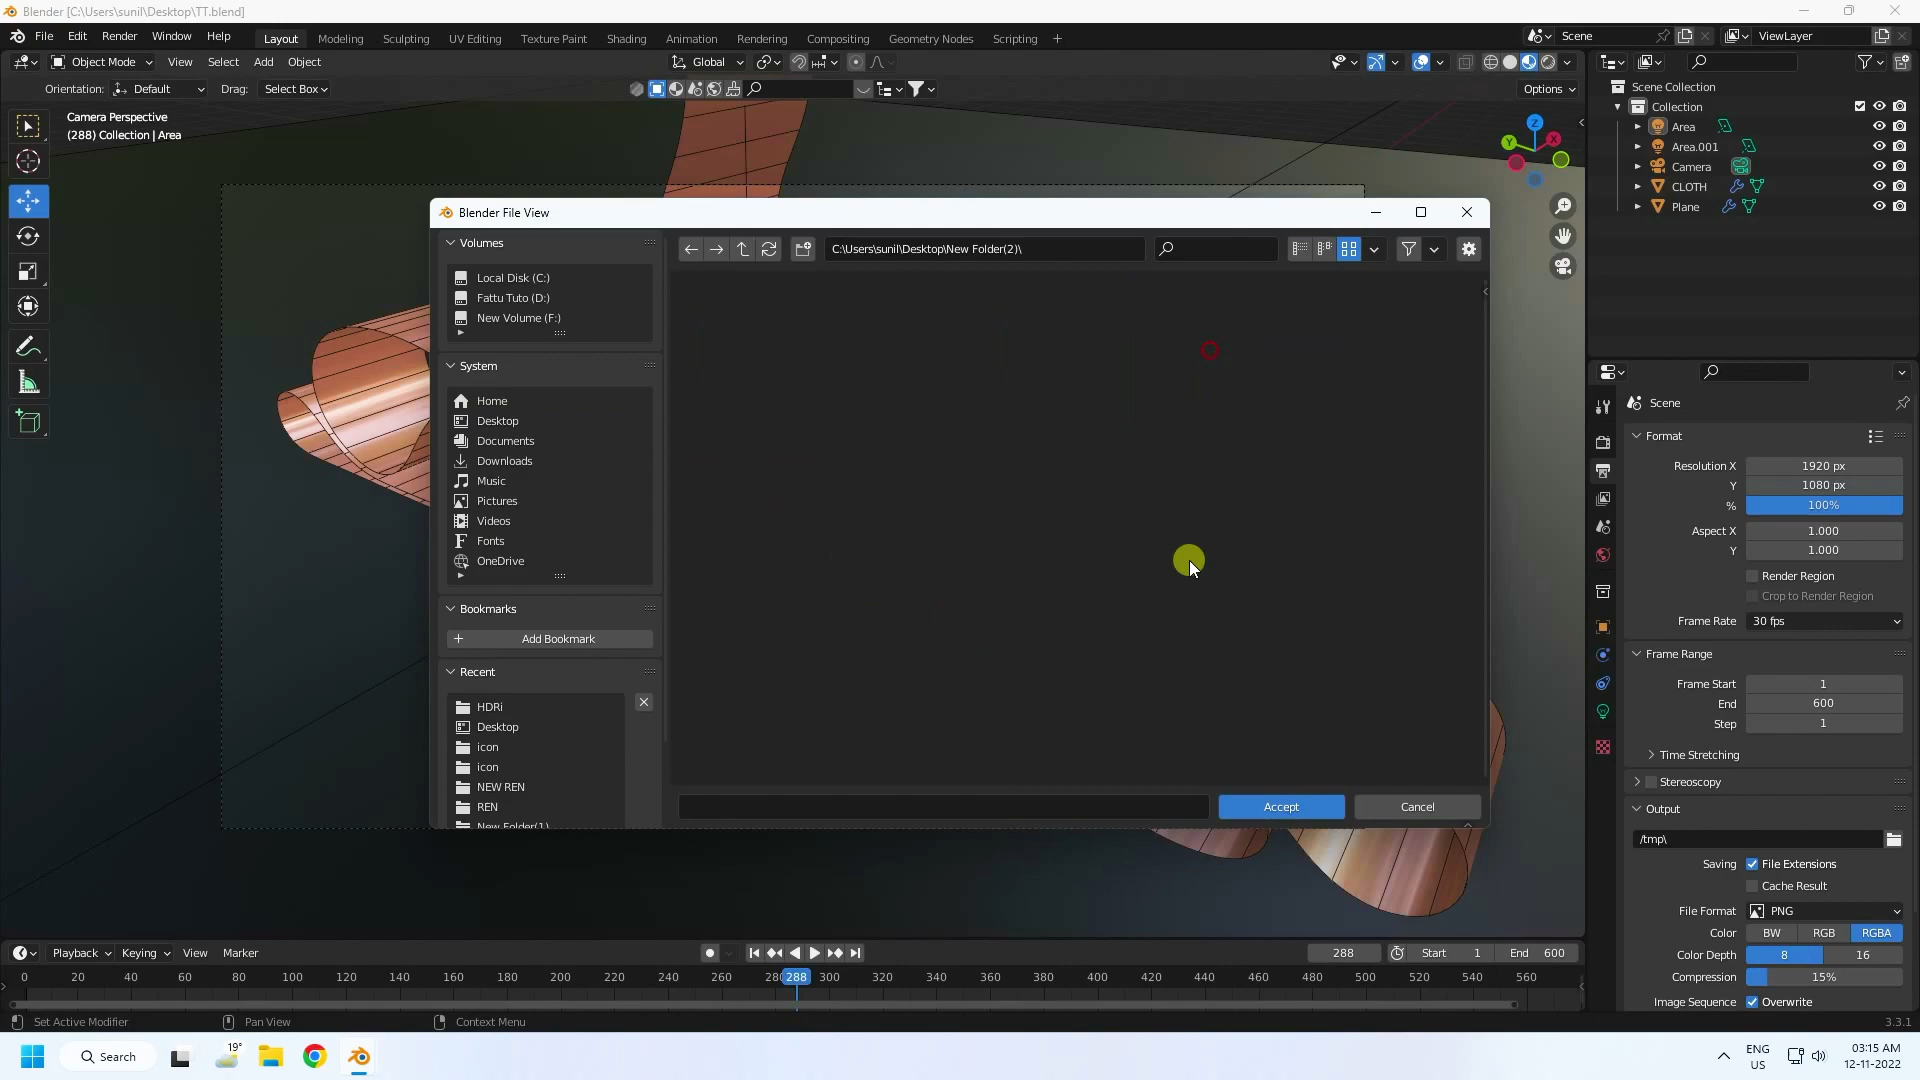 Blender [C:\Users\sunil\Desktop\TT.blend]
File Edit Render Window Help Layout Modeling Sculpting UV Editing Texture Paint Shading Animation Rendering Compositing Geometry Nodes Scripting + Scene ViewLayer
Object Mode View Select Add Object Global
Orientation: Default Drag: Select Box Options
Camera Perspective
(288) Collection | Area
Scene Collection
Collection
Area
Area.001
Camera
CLOTH
Plane
Z
Y
X
Blender File View
Volumes
C:\Users\sunil\Desktop\New Folder(2)\
Local Disk (C:)
Fattu Tuto (D:)
New Volume (F:)
System
Home
Desktop
Documents
Downloads
Music
Pictures
Videos
Fonts
OneDrive
Bookmarks
Add Bookmark
Recent
HDRi
Desktop
icon
icon
NEW REN
REN
New Folder(1)
Accept Cancel
Scene
Format
Resolution X 1920 px
Y 1080 px
% 100%
Aspect X 1.000
Y 1.000
Render Region
Crop to Render Region
Frame Rate 30 fps
Frame Range
Frame Start 1
End 600
Step 1
Time Stretching
Stereoscopy
Output
/tmp\
Saving File Extensions
Cache Result
File Format PNG
Color BW RGB RGBA
Color Depth 8 16
Compression 15%
Image Sequence Overwrite
Playback Keying View Marker 288 Start 1 End 600
0 20 40 60 80 100 120 140 160 180 200 220 240 260 288 300 320 340 360 380 400 420 440 460 480 500 520 540 560
Set Active Modifier Pan View Context Menu 3.3.1
Search 19° ENG US 03:15 AM
12-11-2022